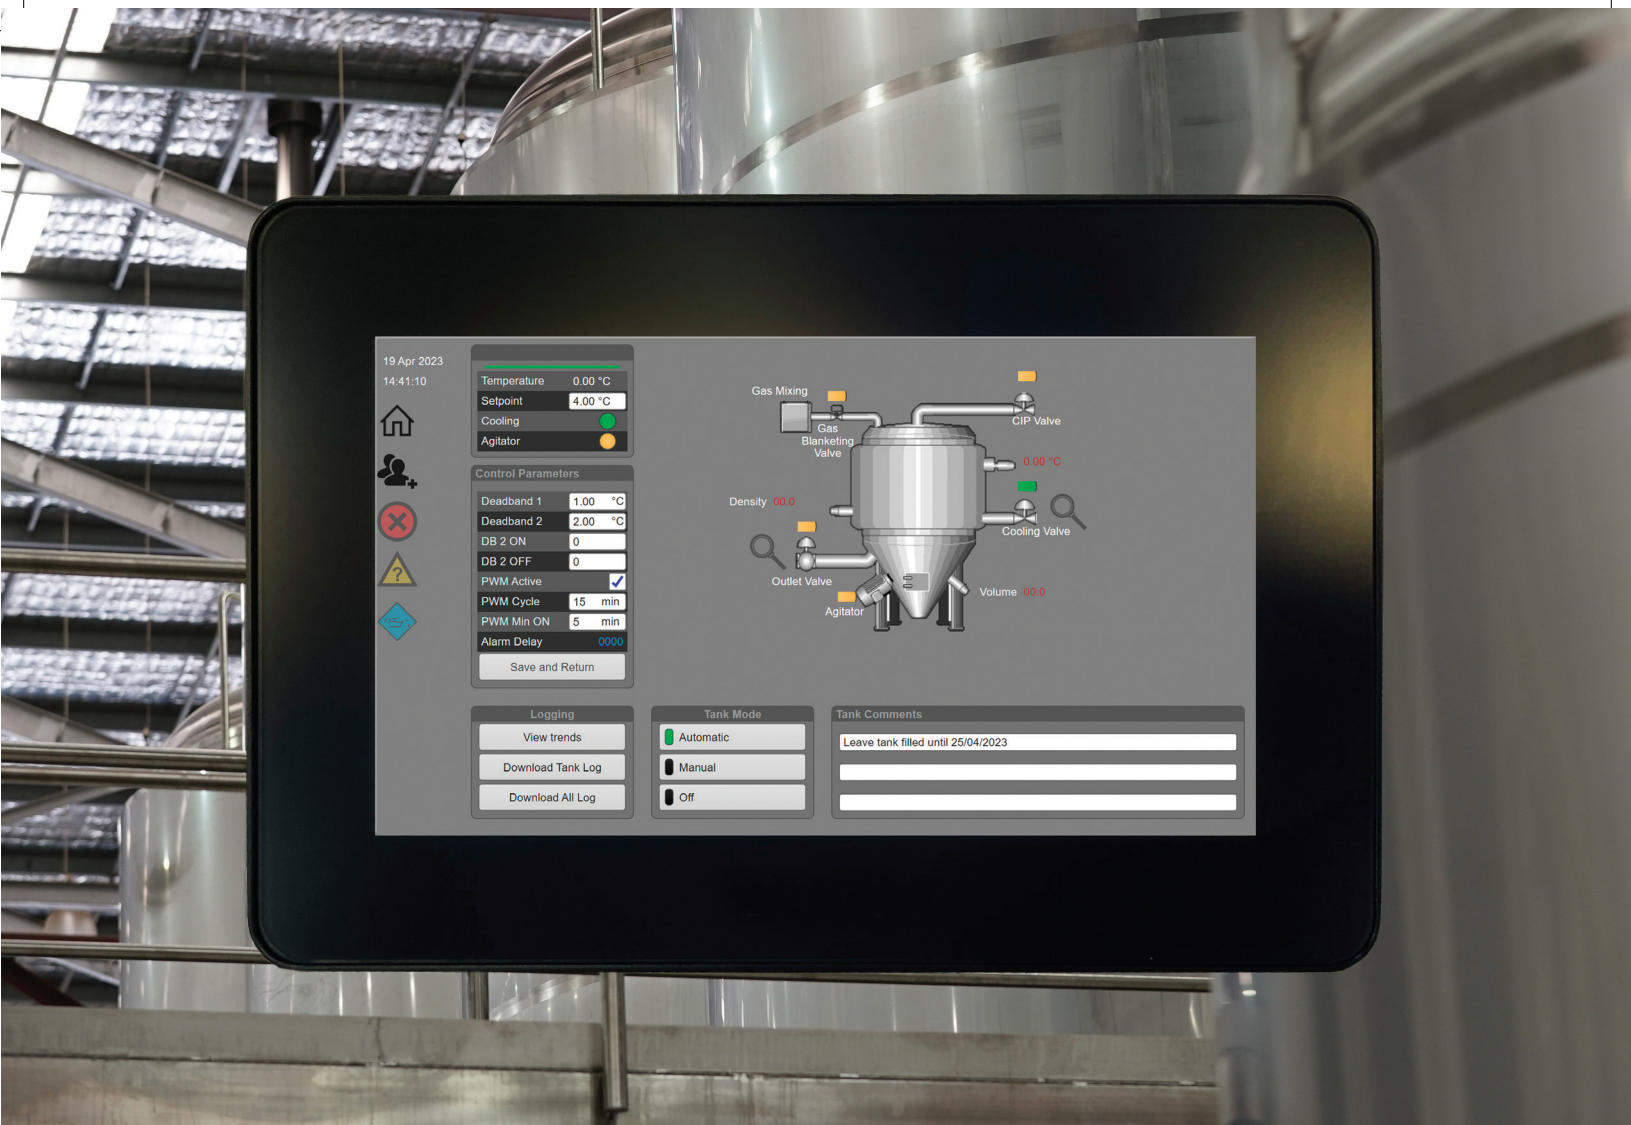 19 Apr 2023
14:41:10
Temperature 0.00 °C
Setpoint 4.00 °C
Cooling
Agitator
Control Parameters
Deadband 1 1.00 °C
Deadband 2 2.00 °C
DB 2 ON 0
DB 2 OFF 0
PWM Active
PWM Cycle 15 min
PWM Min ON 5 min
Alarm Delay 0000
Save and Return
Gas Mixing
Gas
Blanketing
Valve
CIP Valve
0.00 °C
Density 00.0
Cooling Valve
Outlet Valve
Agitator
Volume 00.0
?
Logging
View trends
Download Tank Log
Download All Log
Tank Mode
Automatic
Manual
Off
Tank Comments
Leave tank filled until 25/04/2023